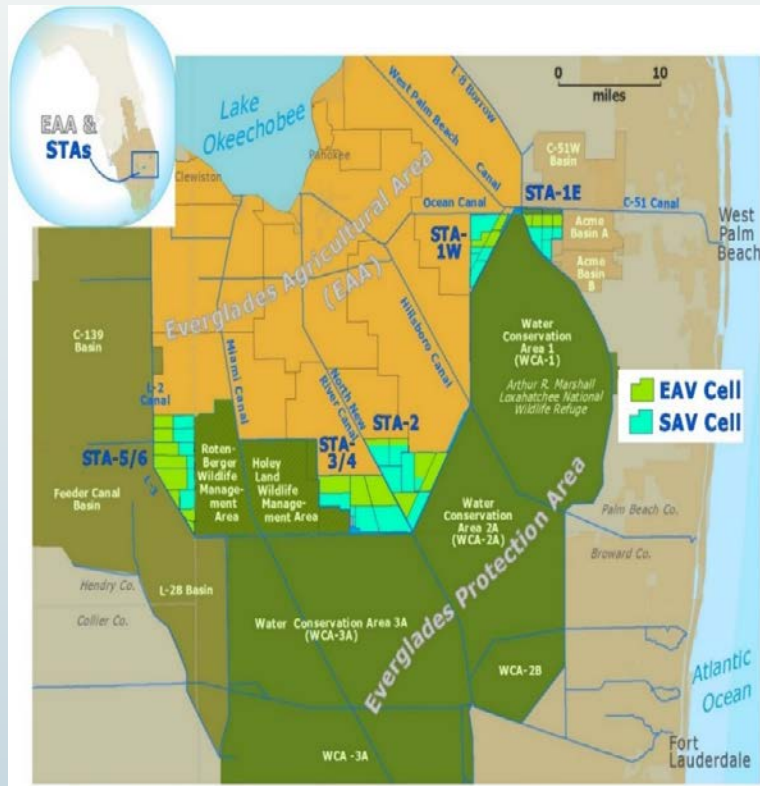 EAA &
STAs
Lake
Okeechobee
Clewiston
Pahokee
West Palm Beach
Canal
L-8 Borrow
0 10
miles
C-51W
Basin
STA-1E
Ocean Canal
C-51 Canal
West
Palm
Beach
STA-
1W
Acme
Basin A
Acme
Basin
B
Everglades Agricultural Area
(EAA)
Hillsboro Canal
Miami Canal
North New
River Canal
C-139
Basin
L-2
Canal
Water
Conservation
Area 1
(WCA-1)
Arthur R. Marshall
Loxahatchee National
Wildlife Refuge
EAV Cell
SAV Cell
STA-2
STA-
3/4
STA-5/6
L-3
Feeder Canal
Basin
Roten-
Berger
Wildlife
Manage-
ment
Area
Holey
Land
Wildlife
Manage-
ment Area
Water
Conservation
Area 2A
(WCA-2A)
Everglades Protection Area
Palm Beach Co.
Broward Co.
Hendry Co.
Collier Co.
L-28 Basin
Water Conservation Area 3A
(WCA-3A)
WCA-2B
WCA -3A
Atlantic
Ocean
Fort
Lauderdale